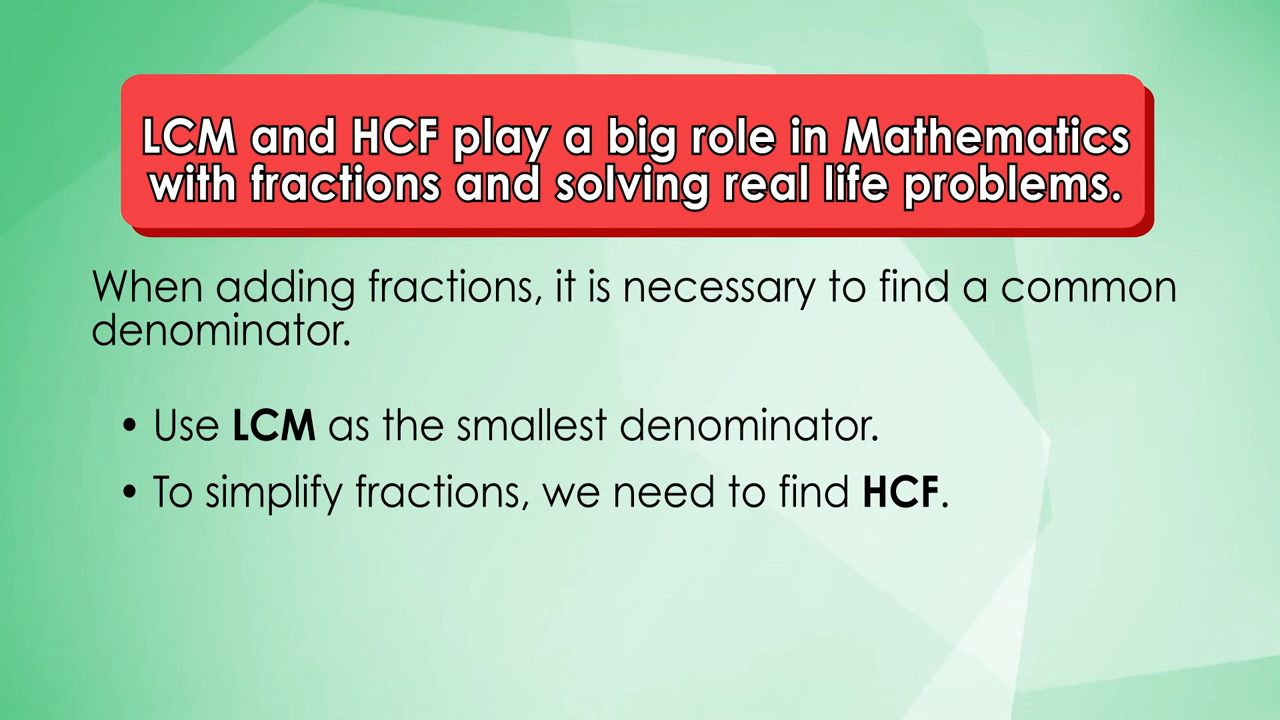 LCM and HCF play a big role in Mathematics
with fractions and solving real life problems.
When adding fractions, it is necessary to find a common
denominator.
• Use LCM as the smallest denominator.
• To simplify fractions, we need to find HCF.